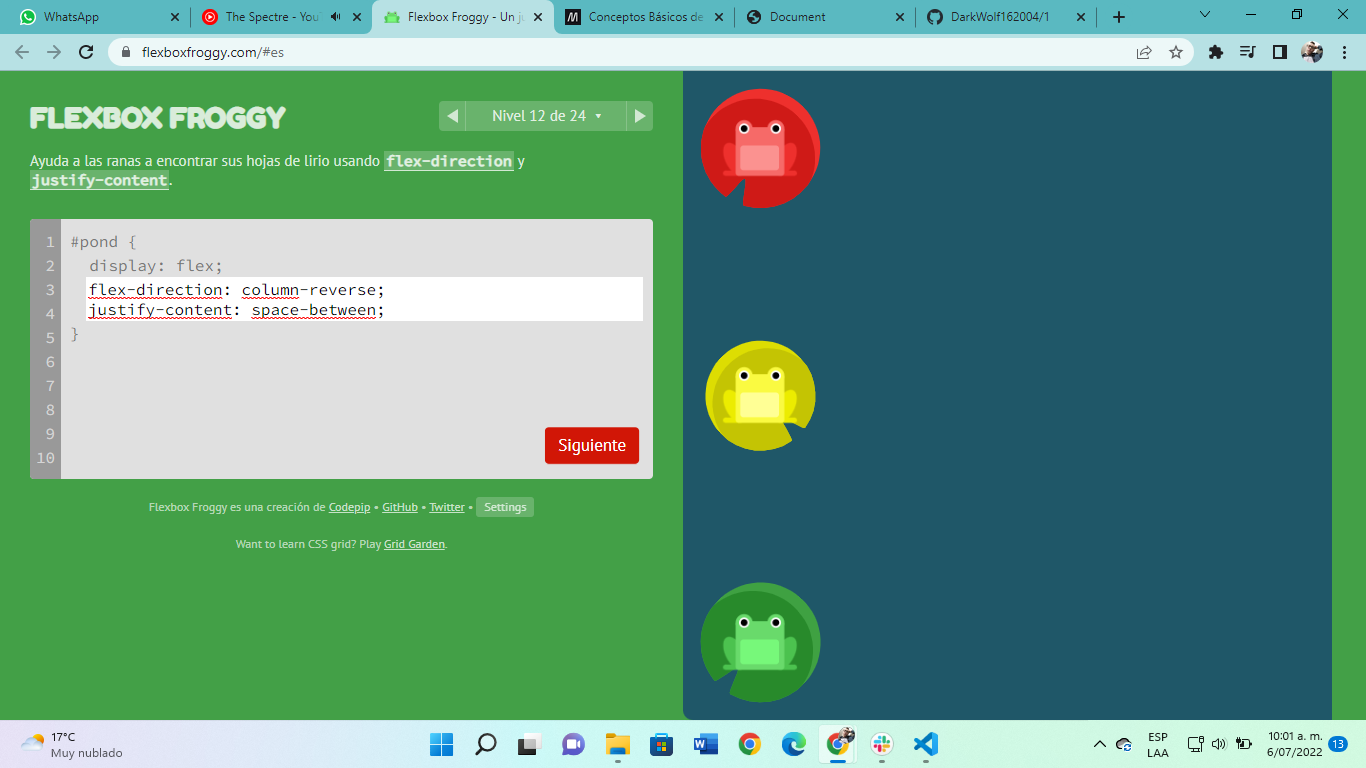 WhatsApp
The Spectre - You
Flexbox Froggy - Un ju
Conceptos Básicos de
Document
DarkWolf162004/1
flexboxfroggy.com/#es
FLEXBOX FROGGY
Nivel 12 de 24
Ayuda a las ranas a encontrar sus hojas de lirio usando flex-direction y
justify-content.
1 #pond {
2 display: flex;
3 flex-direction: column-reverse;
4 justify-content: space-between;
5 }
6
7
8
9
10
Siguiente
Flexbox Froggy es una creación de Codepip • GitHub • Twitter • Settings
Want to learn CSS grid? Play Grid Garden.
17°C
Muy nublado
ESP
LAA
10:01 a. m.
6/07/2022
13